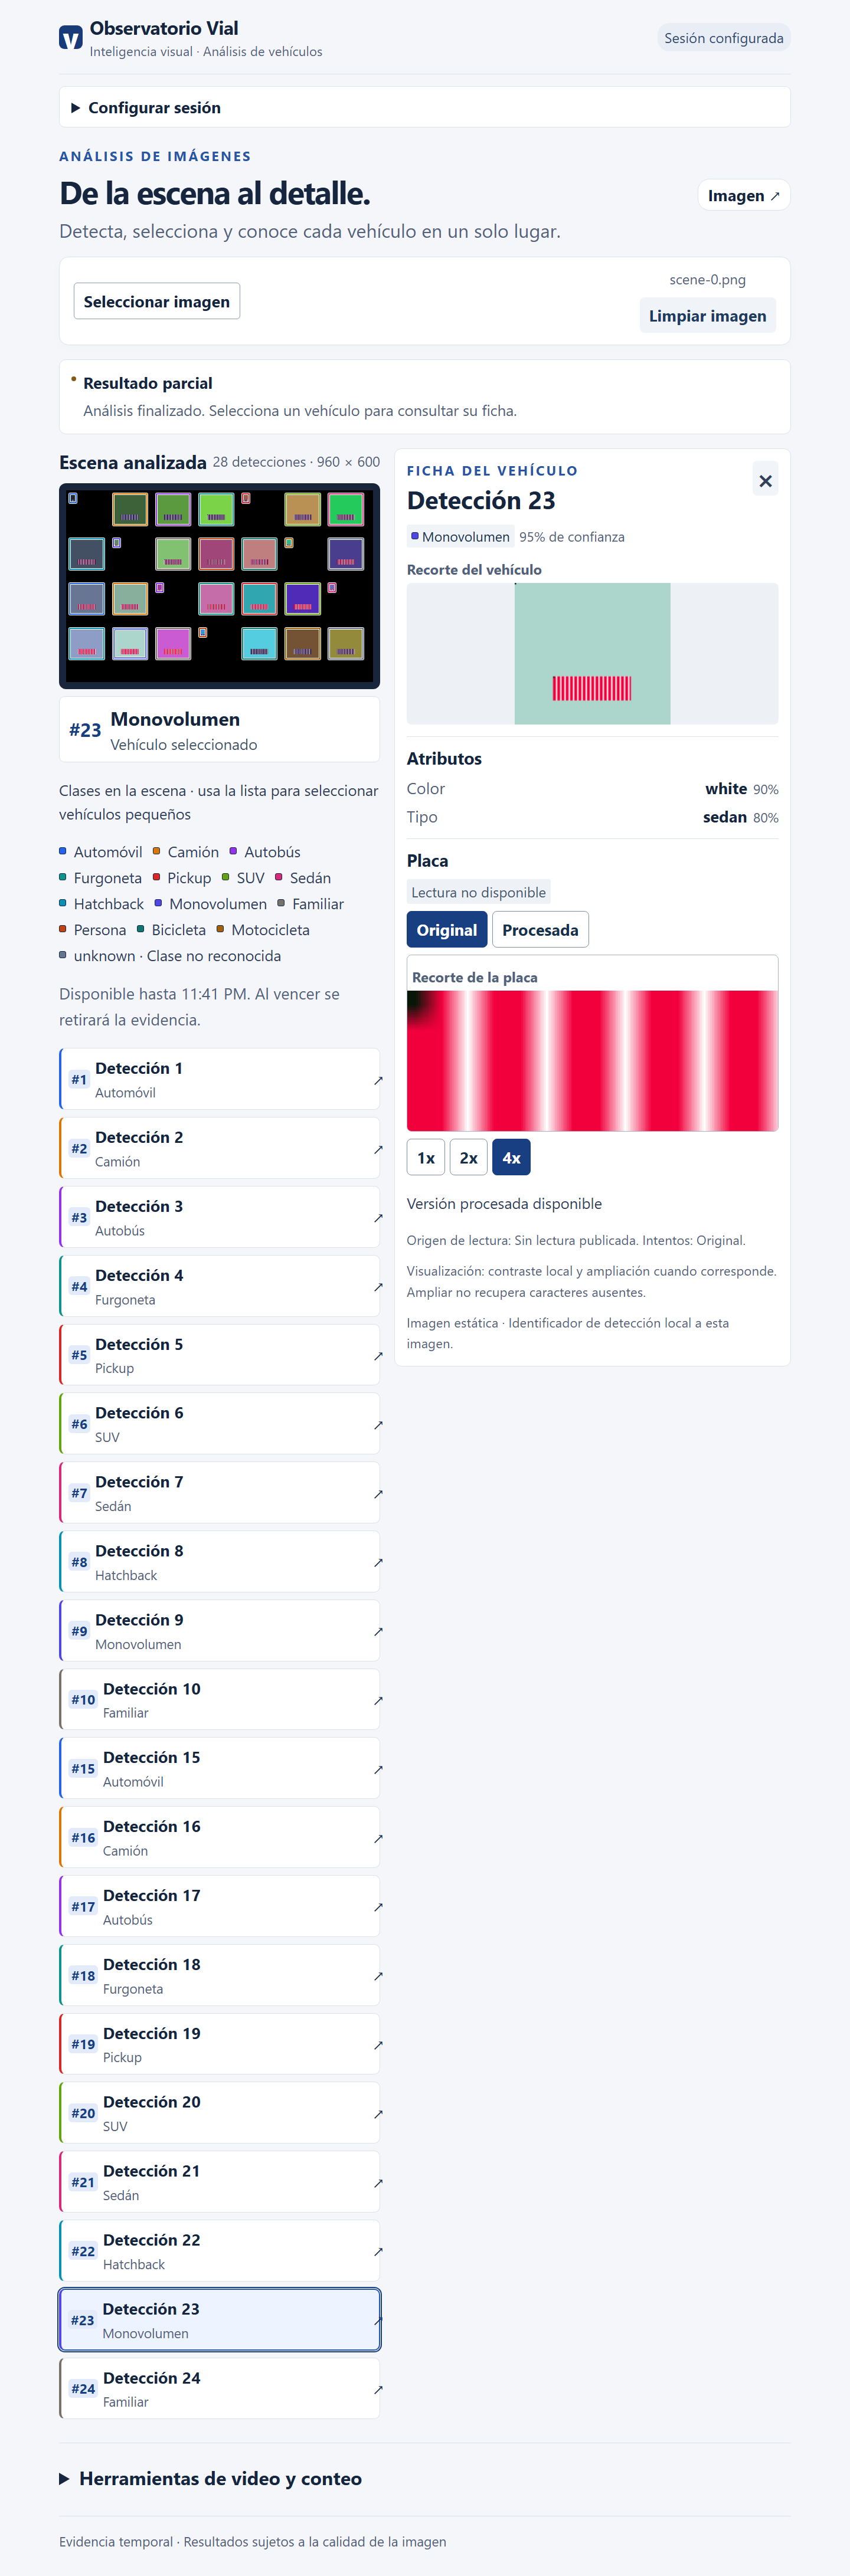 Observatorio Vial
Inteligencia visual · Análisis de vehículos
Sesión configurada
▶ Configurar sesión
ANÁLISIS DE IMÁGENES
De la escena al detalle.
Imagen ↗
Detecta, selecciona y conoce cada vehículo en un solo lugar.
Seleccionar imagen
scene-0.png
Limpiar imagen
Resultado parcial
Análisis finalizado. Selecciona un vehículo para consultar su ficha.
Escena analizada
28 detecciones · 960 × 600
#23
Monovolumen
Vehículo seleccionado
Clases en la escena · usa la lista para seleccionar
vehículos pequeños
Automóvil Camión Autobús
Furgoneta Pickup SUV Sedán
Hatchback Monovolumen Familiar
Persona Bicicleta Motocicleta
unknown · Clase no reconocida
Disponible hasta 11:41 PM. Al vencer se
retirará la evidencia.
#1 Detección 1 ↗
Automóvil
#2 Detección 2 ↗
Camión
#3 Detección 3 ↗
Autobús
#4 Detección 4 ↗
Furgoneta
#5 Detección 5 ↗
Pickup
#6 Detección 6 ↗
SUV
#7 Detección 7 ↗
Sedán
#8 Detección 8 ↗
Hatchback
#9 Detección 9 ↗
Monovolumen
#10 Detección 10 ↗
Familiar
#15 Detección 15 ↗
Automóvil
#16 Detección 16 ↗
Camión
#17 Detección 17 ↗
Autobús
#18 Detección 18 ↗
Furgoneta
#19 Detección 19 ↗
Pickup
#20 Detección 20 ↗
SUV
#21 Detección 21 ↗
Sedán
#22 Detección 22 ↗
Hatchback
#23 Detección 23 ↗
Monovolumen
#24 Detección 24 ↗
Familiar
FICHA DEL VEHÍCULO
×
Detección 23
Monovolumen 95% de confianza
Recorte del vehículo
Atributos
Color white 90%
Tipo sedan 80%
Placa
Lectura no disponible
Original Procesada
Recorte de la placa
1x 2x 4x
Versión procesada disponible
Origen de lectura: Sin lectura publicada. Intentos: Original.
Visualización: contraste local y ampliación cuando corresponde.
Ampliar no recupera caracteres ausentes.
Imagen estática · Identificador de detección local a esta
imagen.
▶ Herramientas de video y conteo
Evidencia temporal · Resultados sujetos a la calidad de la imagen